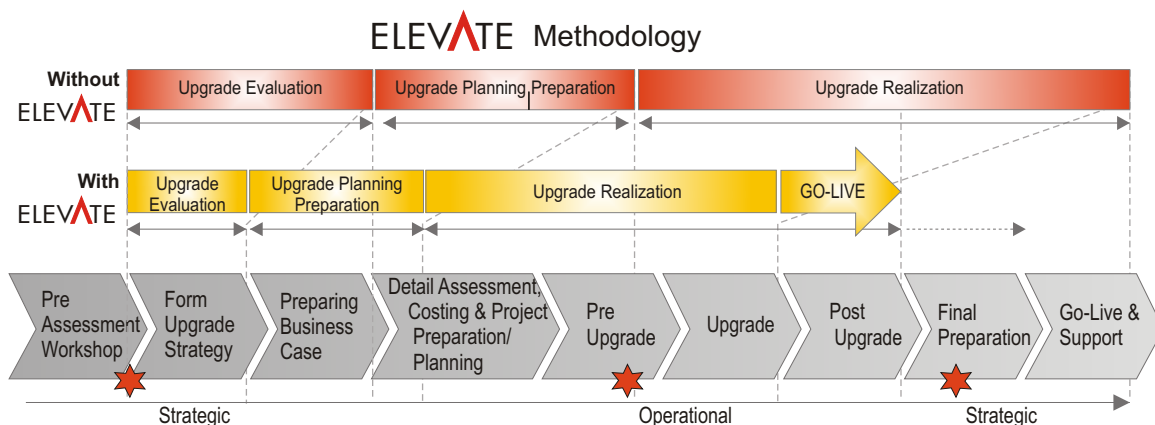 ELEVATE Methodology
Without
ELEVATE
Upgrade Evaluation
Upgrade Planning Preparation
Upgrade Realization
With
ELEVATE
Upgrade
Evaluation
Upgrade Planning
Preparation
Upgrade Realization
GO-LIVE
Pre
Assessment
Workshop
Form
Upgrade
Strategy
Preparing
Business
Case
Detail Assessment,
Costing & Project
Preparation/
Planning
Pre
Upgrade
Upgrade
Post
Upgrade
Final
Preparation
Go-Live &
Support
Strategic
Operational
Strategic